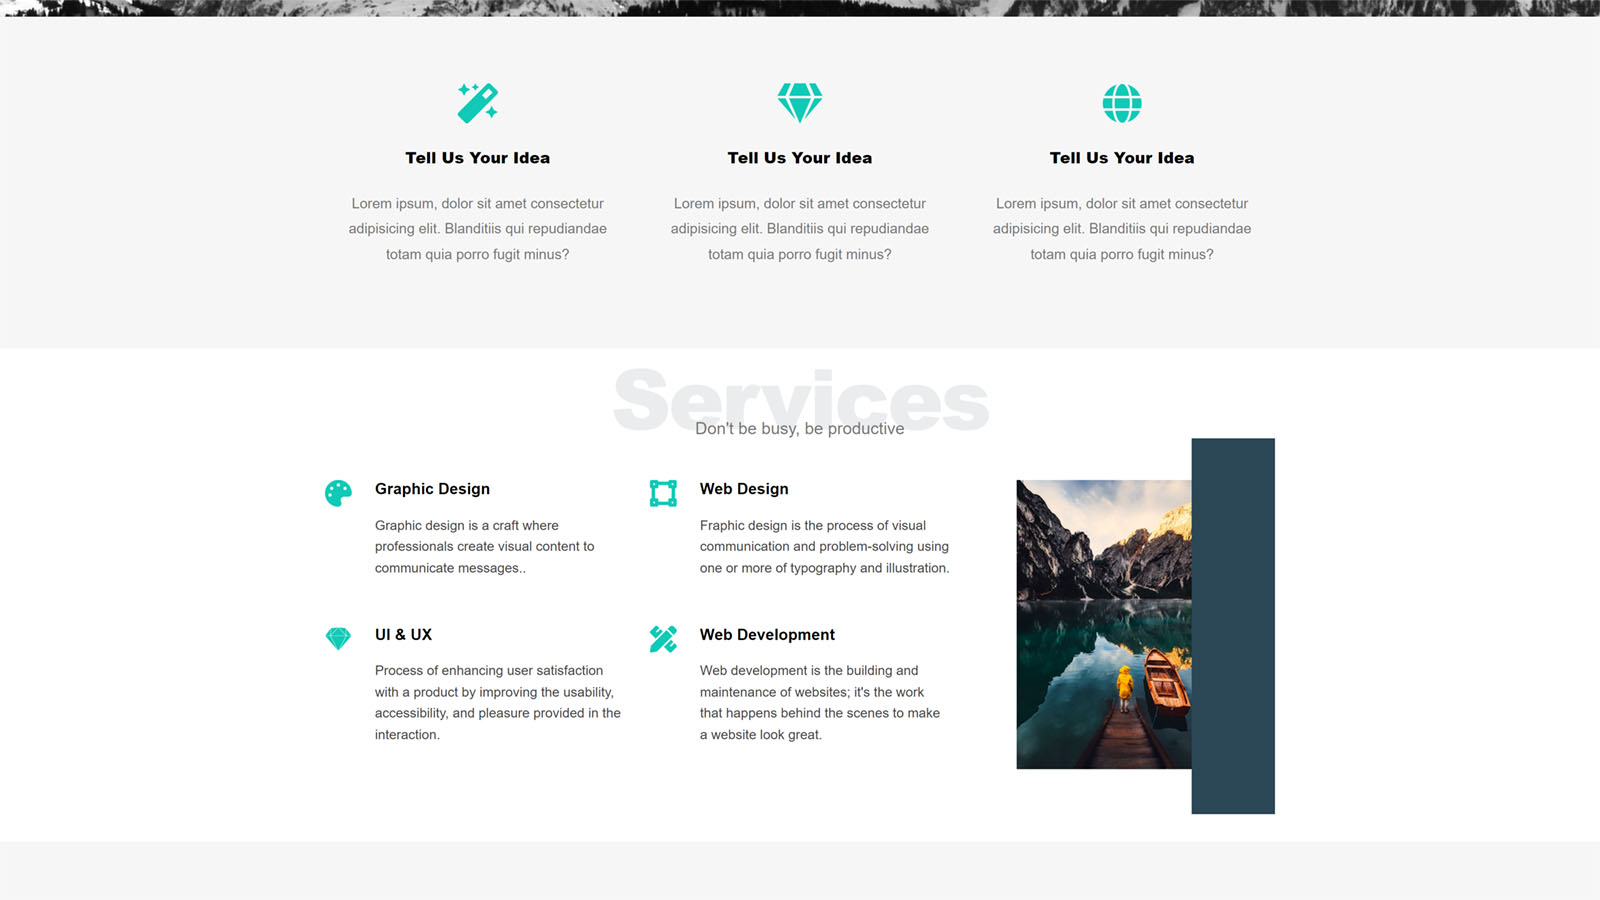 Tell Us Your Idea
Lorem ipsum, dolor sit amet consectetur
adipisicing elit. Blanditiis qui repudiandae
totam quia porro fugit minus?
Tell Us Your Idea
Lorem ipsum, dolor sit amet consectetur
adipisicing elit. Blanditiis qui repudiandae
totam quia porro fugit minus?
Tell Us Your Idea
Lorem ipsum, dolor sit amet consectetur
adipisicing elit. Blanditiis qui repudiandae
totam quia porro fugit minus?
Services
Don't be busy, be productive
Graphic Design
Graphic design is a craft where
professionals create visual content to
communicate messages..
Web Design
Fraphic design is the process of visual
communication and problem-solving using
one or more of typography and illustration.
UI & UX
Process of enhancing user satisfaction
with a product by improving the usability,
accessibility, and pleasure provided in the
interaction.
Web Development
Web development is the building and
maintenance of websites; it's the work
that happens behind the scenes to make
a website look great.